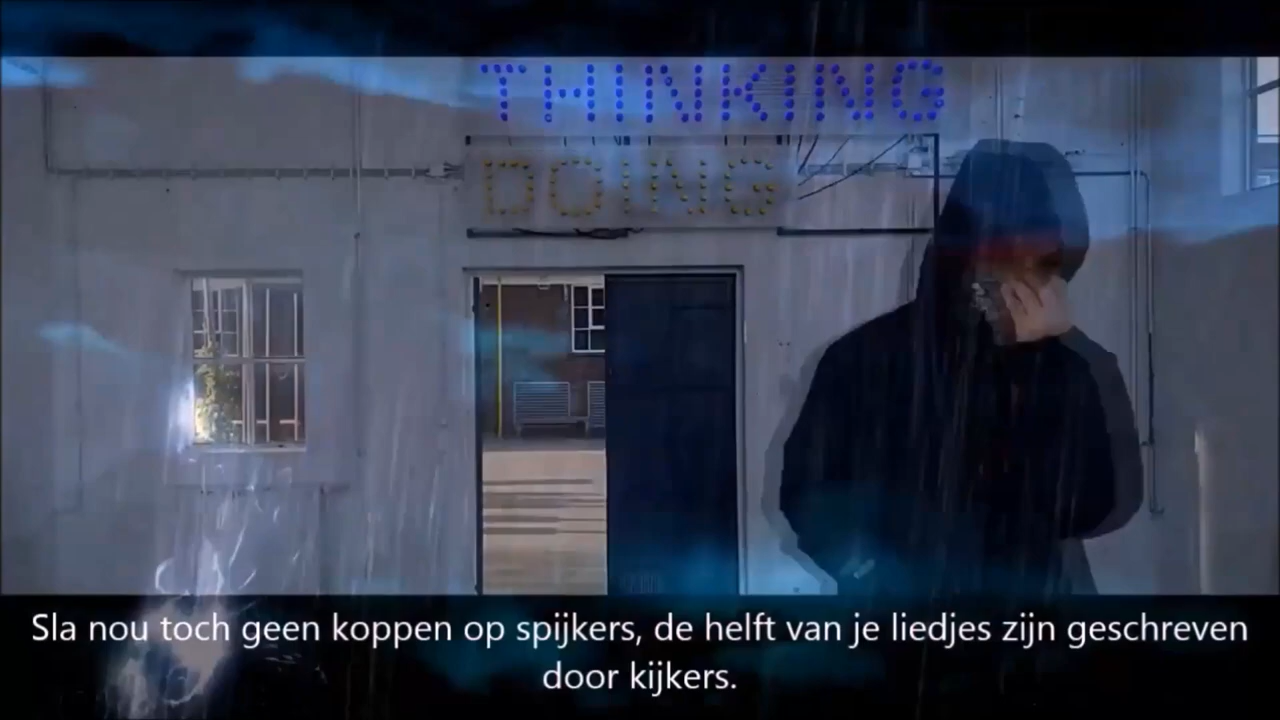 THINKING
DOING
Sla nou toch geen koppen op spijkers, de helft van je liedjes zijn geschreven
door kijkers.